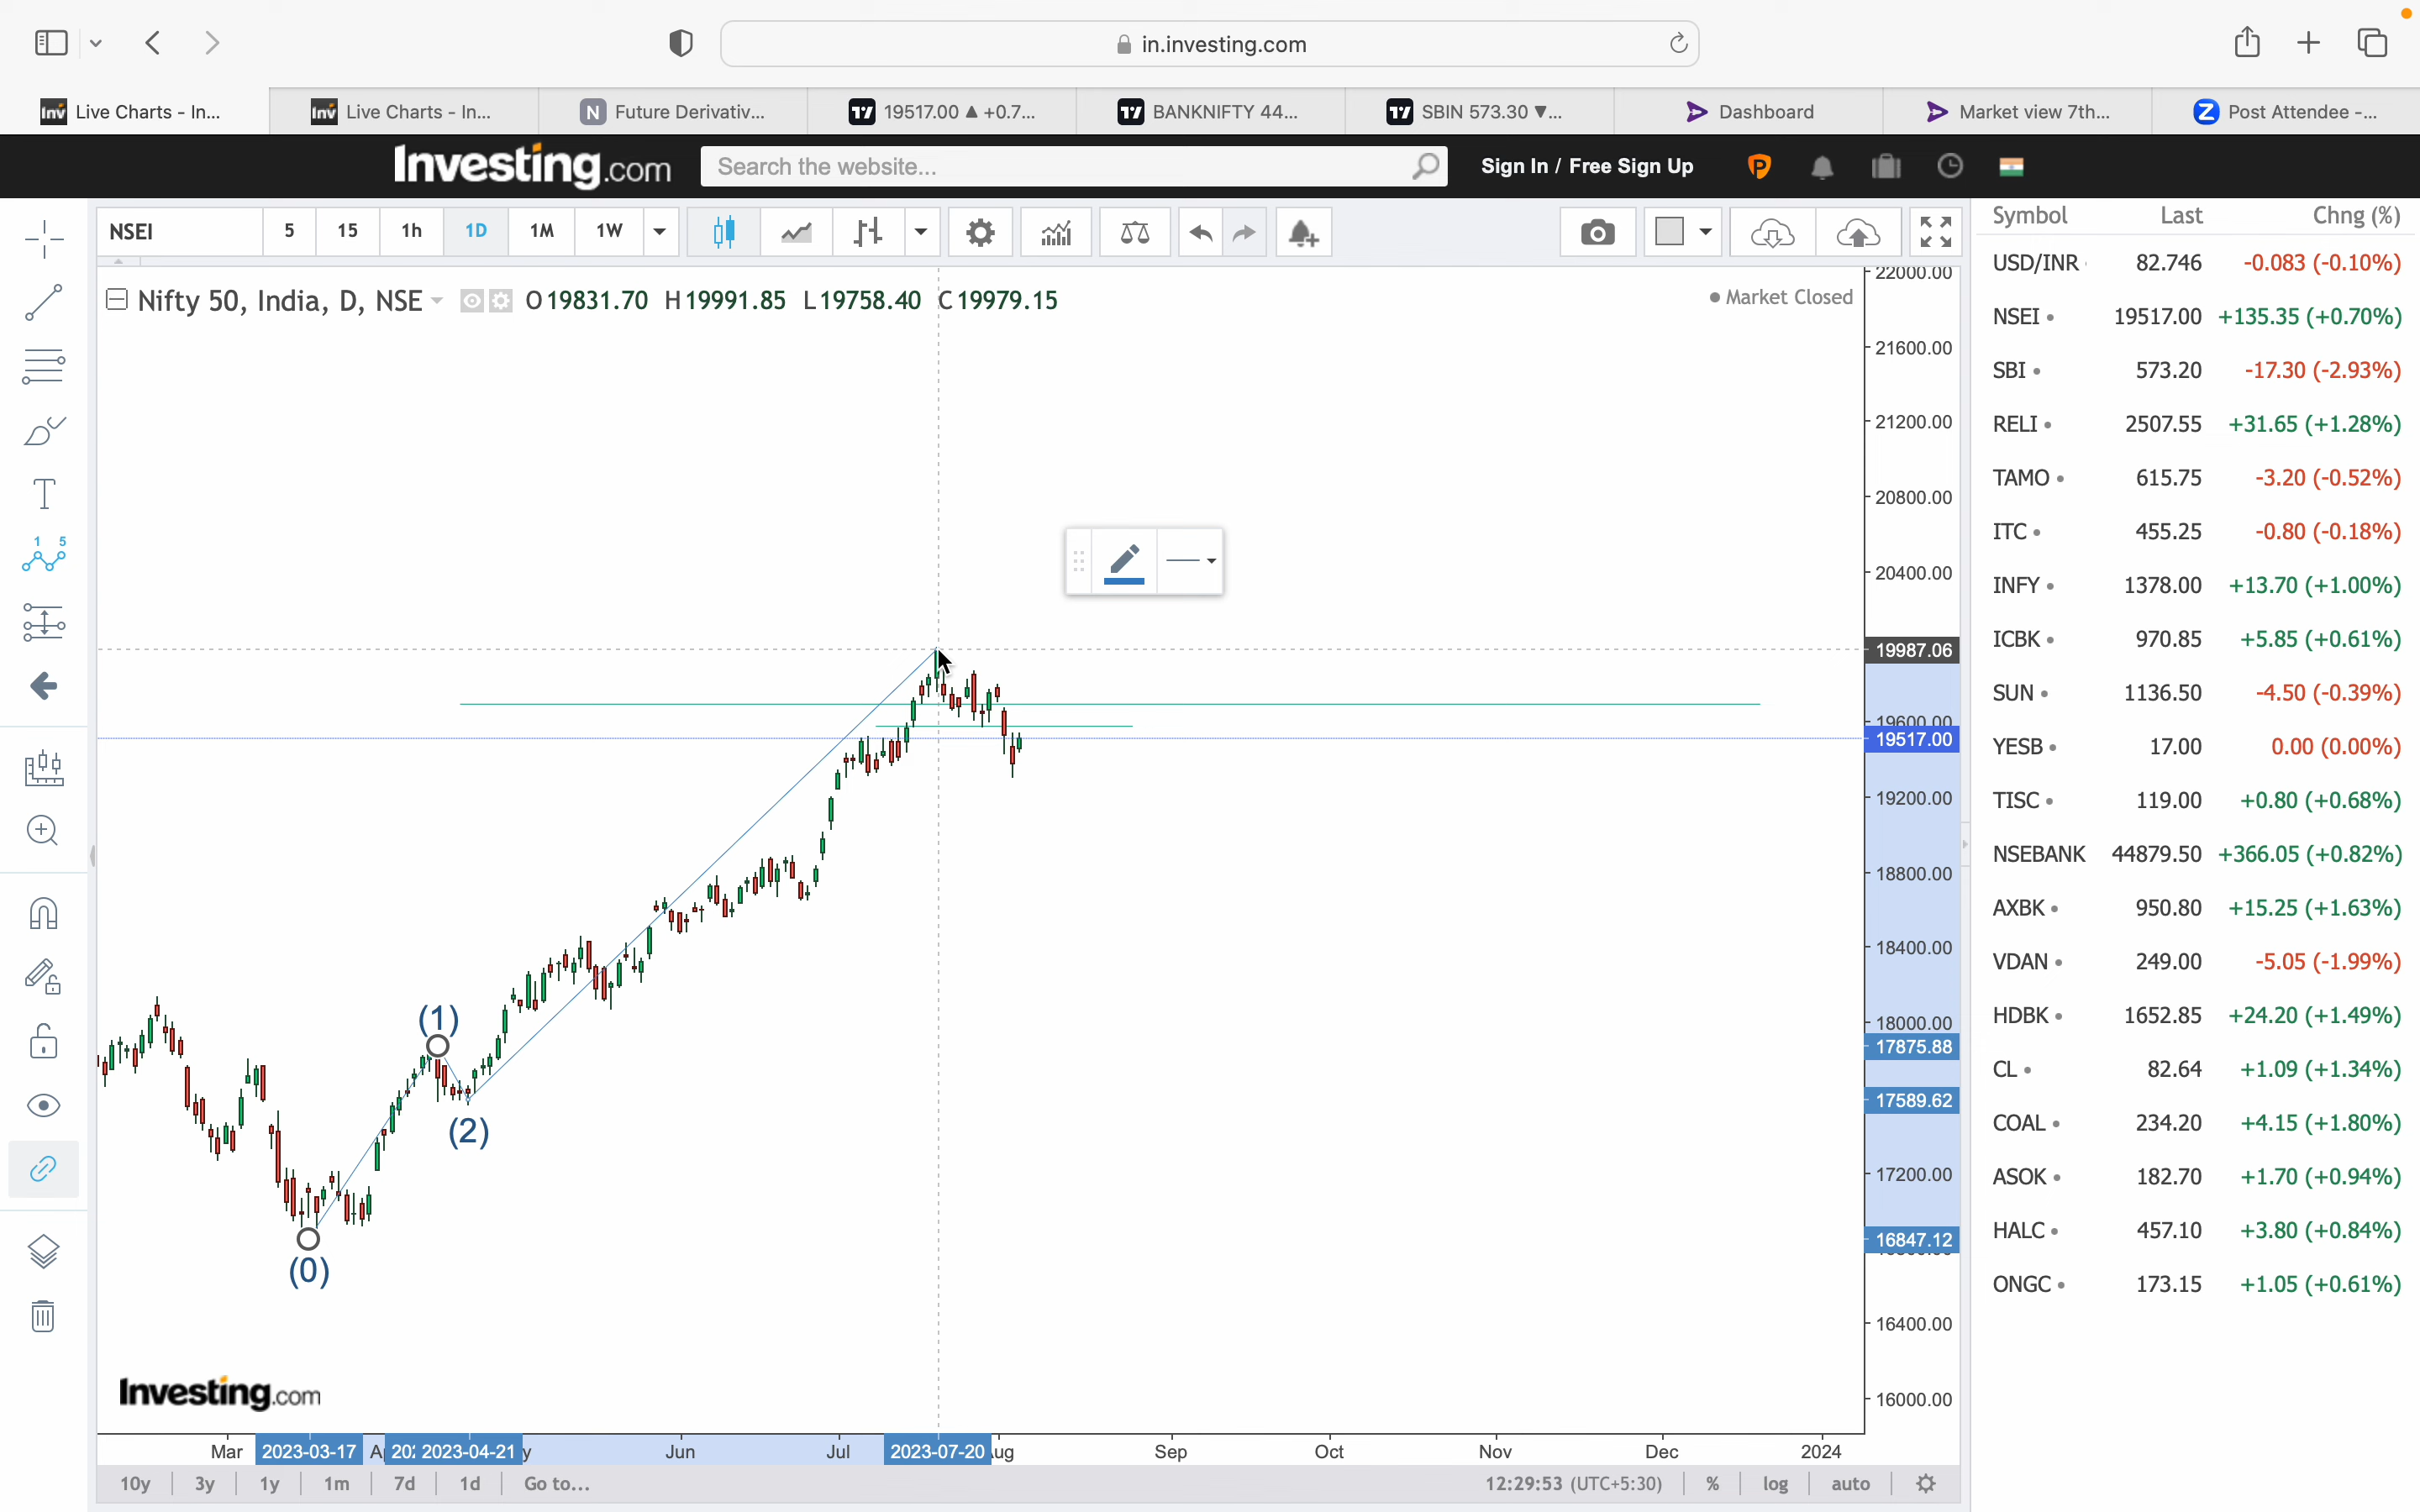 in.investing.com
Live Charts - In...
Live Charts - In...
Future Derivativ...
19517.00 ▲ +0.7...
BANKNIFTY 44...
SBIN 573.30 ▼...
Dashboard
Market view 7th...
Post Attendee -...
Investing.com
Search the website...
Sign In / Free Sign Up
NSEI
5
15
1h
1D
1M
1W
Nifty 50, India, D, NSE
O19831.70 H19991.85 L19758.40 C19979.15
Market Closed
22000.00
21600.00
21200.00
20800.00
20400.00
19987.06
19600.00
19517.00
19200.00
18800.00
18400.00
18000.00
17875.88
17589.62
17200.00
16847.12
16400.00
16000.00
(1)
(2)
(0)
Investing.com
Mar
2023-03-17
2023-04-21
Jun
Jul
2023-07-20
Sep
Oct
Nov
Dec
2024
10y
3y
1y
1m
7d
1d
Go to...
12:29:53 (UTC+5:30)
%
log
auto
Symbol Last Chng (%)
USD/INR 82.746 -0.083 (-0.10%)
NSEI 19517.00 +135.35 (+0.70%)
SBI 573.20 -17.30 (-2.93%)
RELI 2507.55 +31.65 (+1.28%)
TAMO 615.75 -3.20 (-0.52%)
ITC 455.25 -0.80 (-0.18%)
INFY 1378.00 +13.70 (+1.00%)
ICBK 970.85 +5.85 (+0.61%)
SUN 1136.50 -4.50 (-0.39%)
YESB 17.00 0.00 (0.00%)
TISC 119.00 +0.80 (+0.68%)
NSEBANK 44879.50 +366.05 (+0.82%)
AXBK 950.80 +15.25 (+1.63%)
VDAN 249.00 -5.05 (-1.99%)
HDBK 1652.85 +24.20 (+1.49%)
CL 82.64 +1.09 (+1.34%)
COAL 234.20 +4.15 (+1.80%)
ASOK 182.70 +1.70 (+0.94%)
HALC 457.10 +3.80 (+0.84%)
ONGC 173.15 +1.05 (+0.61%)